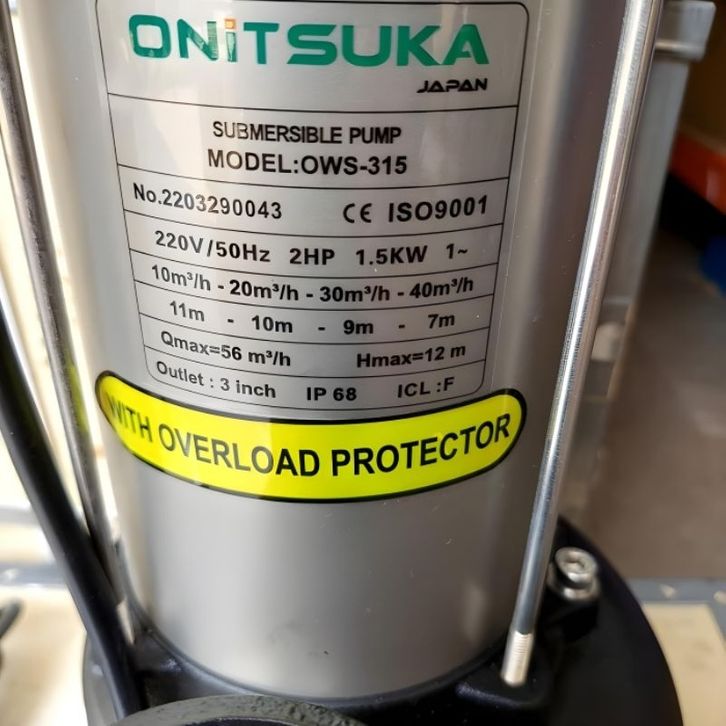 ONiTSUKA
JAPAN
SUBMERSIBLE PUMP
MODEL:OWS-315
No.2203290043 CE ISO9001
220V/50Hz 2HP 1.5KW 1~
10m³/h - 20m³/h - 30m³/h - 40m³/h
11m - 10m - 9m - 7m
Qmax=56 m³/h Hmax=12 m
Outlet : 3 inch IP 68 ICL :F
WITH OVERLOAD PROTECTOR